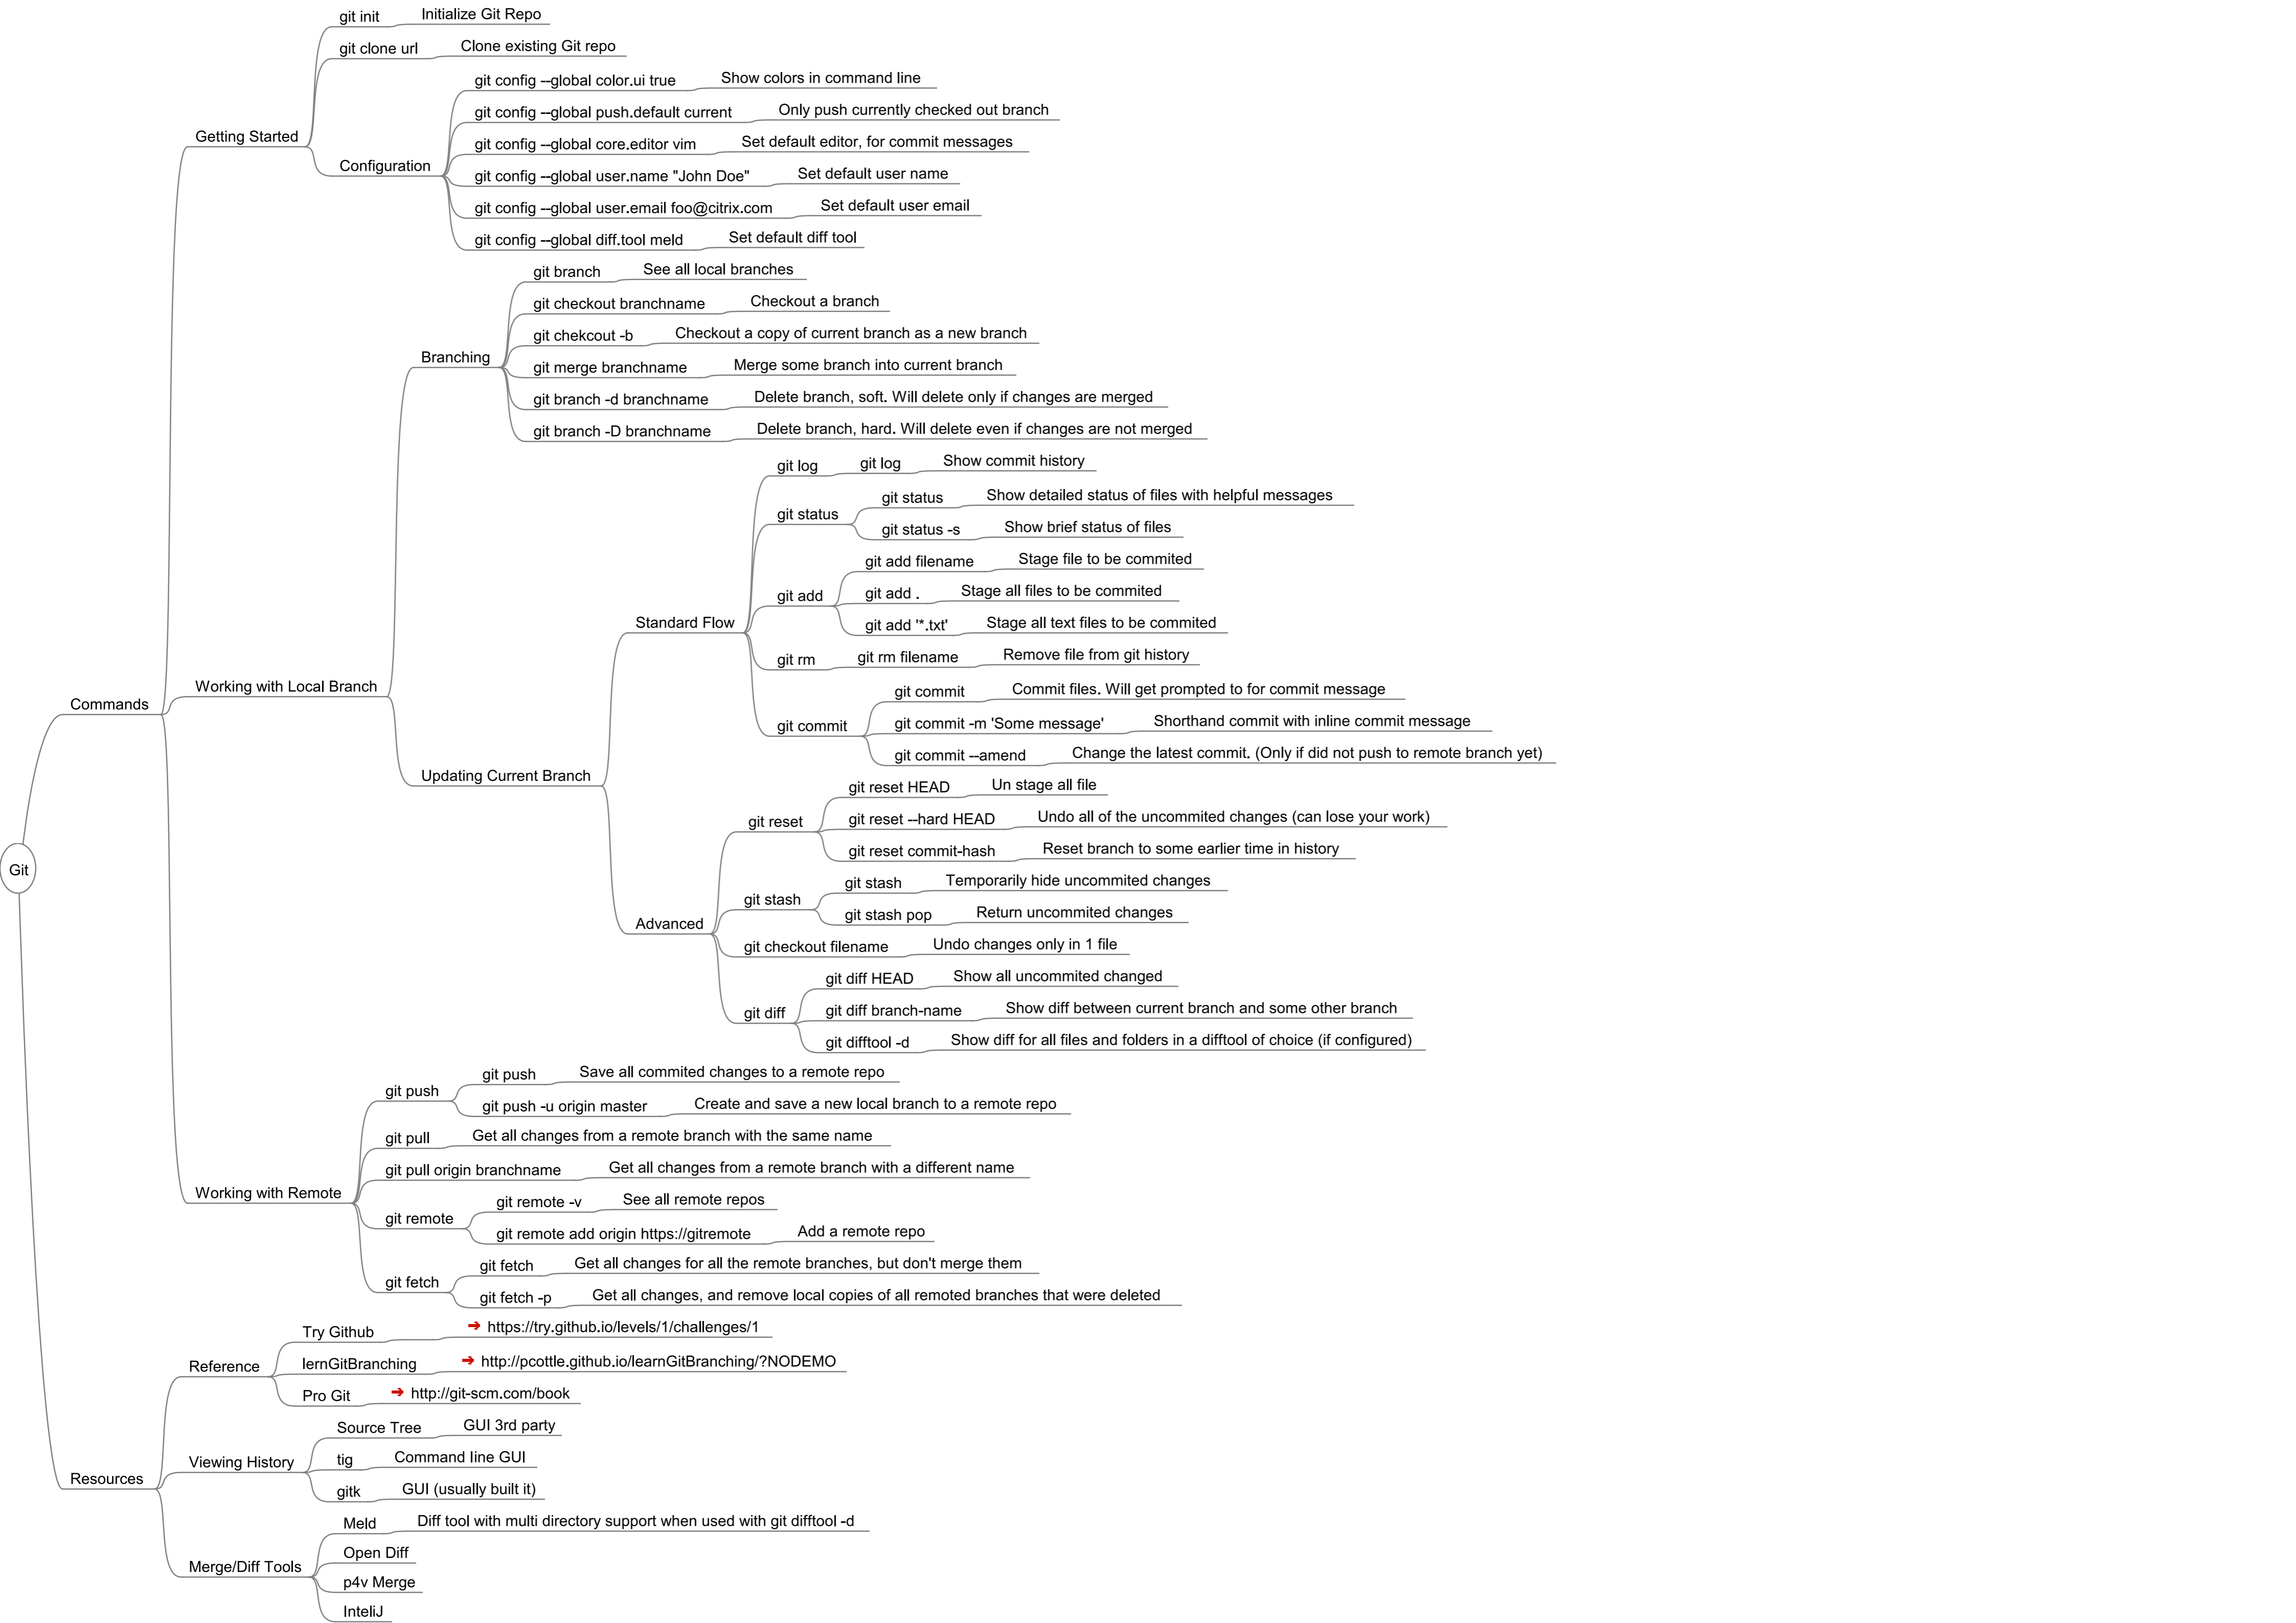 git init
Initialize Git Repo
git clone url
Clone existing Git repo
Getting Started
Configuration
git config --global color.ui true
Show colors in command line
git config --global push.default current
Only push currently checked out branch
git config --global core.editor vim
Set default editor, for commit messages
git config --global user.name "John Doe"
Set default user name
git config --global user.email foo@citrix.com
Set default user email
git config --global diff.tool meld
Set default diff tool
Branching
git branch
See all local branches
git checkout branchname
Checkout a branch
git chekcout -b
Checkout a copy of current branch as a new branch
git merge branchname
Merge some branch into current branch
git branch -d branchname
Delete branch, soft. Will delete only if changes are merged
git branch -D branchname
Delete branch, hard. Will delete even if changes are not merged
Commands
Working with Local Branch
Updating Current Branch
Standard Flow
git log
git log
Show commit history
git status
git status
Show detailed status of files with helpful messages
git status -s
Show brief status of files
git add
git add filename
Stage file to be commited
git add .
Stage all files to be commited
git add '*.txt'
Stage all text files to be commited
git rm
git rm filename
Remove file from git history
git commit
git commit
Commit files. Will get prompted to for commit message
git commit -m 'Some message'
Shorthand commit with inline commit message
git commit --amend
Change the latest commit. (Only if did not push to remote branch yet)
Git
Advanced
git reset
git reset HEAD
Un stage all file
git reset --hard HEAD
Undo all of the uncommited changes (can lose your work)
git reset commit-hash
Reset branch to some earlier time in history
git stash
git stash
Temporarily hide uncommited changes
git stash pop
Return uncommited changes
git checkout filename
Undo changes only in 1 file
git diff
git diff HEAD
Show all uncommited changed
git diff branch-name
Show diff between current branch and some other branch
git difftool -d
Show diff for all files and folders in a difftool of choice (if configured)
Working with Remote
git push
git push
Save all commited changes to a remote repo
git push -u origin master
Create and save a new local branch to a remote repo
git pull
Get all changes from a remote branch with the same name
git pull origin branchname
Get all changes from a remote branch with a different name
git remote
git remote -v
See all remote repos
git remote add origin https://gitremote
Add a remote repo
git fetch
git fetch
Get all changes for all the remote branches, but don't merge them
git fetch -p
Get all changes, and remove local copies of all remoted branches that were deleted
Resources
Reference
Try Github
https://try.github.io/levels/1/challenges/1
lernGitBranching
http://pcottle.github.io/learnGitBranching/?NODEMO
Pro Git
http://git-scm.com/book
Viewing History
Source Tree
GUI 3rd party
tig
Command line GUI
gitk
GUI (usually built it)
Merge/Diff Tools
Meld
Diff tool with multi directory support when used with git difftool -d
Open Diff
p4v Merge
InteliJ